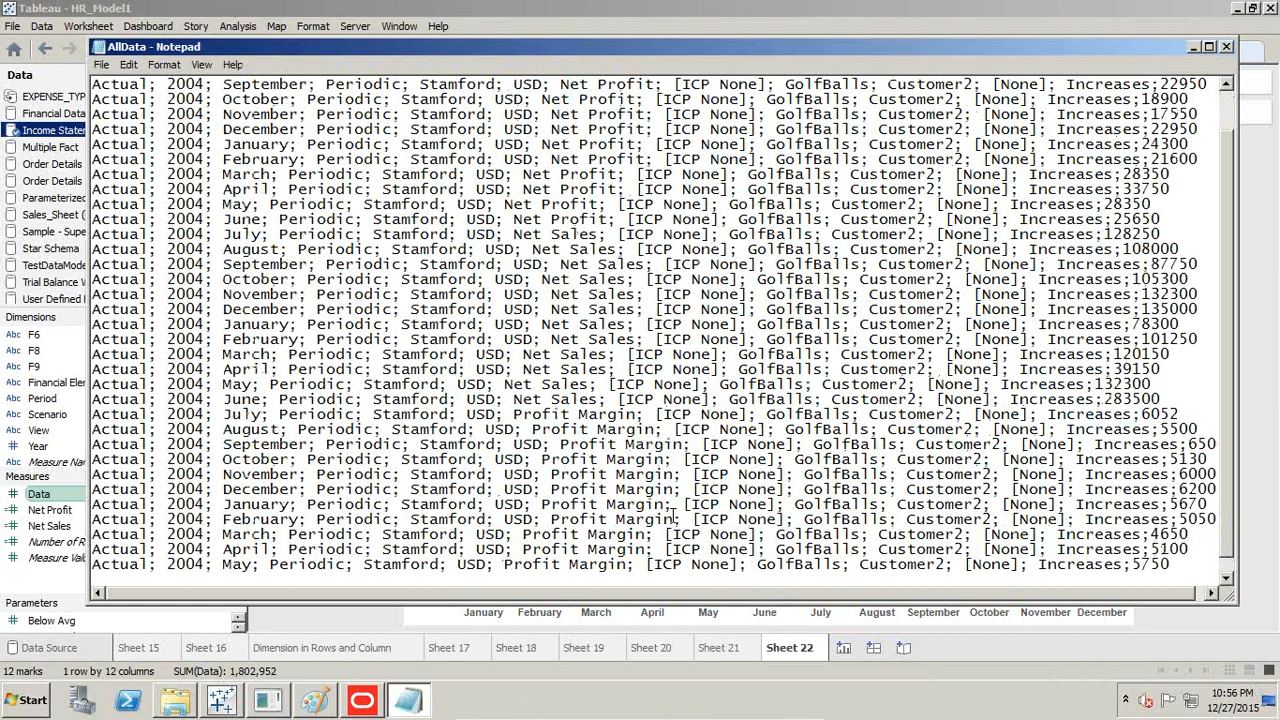 Tableau - HR_Model1
File Data Worksheet Dashboard Story Analysis Map Format Server Window Help
AllData - Notepad
File Edit Format View Help
Data
EXPENSE_TYP
Financial Data
Income Stater
Multiple Fact
Order Details
Order Details
Parameterized
Sales_Sheet (
Sample - Supe
Star Schema
TestDataMode
Trial Balance W
User Defined I
Dimensions
Abc F6
Abc F8
Abc F9
Abc Financial Ele
Abc Period
Abc Scenario
Abc View
Year
Abc Measure Na
Measures
Data
Net Profit
Net Sales
Number of R
Measure Val
Parameters
Below Avg
Actual; 2004; September; Periodic; Stamford; USD; Net Profit; [ICP None]; GolfBalls; Customer2; [None]; Increases;22950
Actual; 2004; October; Periodic; Stamford; USD; Net Profit; [ICP None]; GolfBalls; Customer2; [None]; Increases;18900
Actual; 2004; November; Periodic; Stamford; USD; Net Profit; [ICP None]; GolfBalls; Customer2; [None]; Increases;17550
Actual; 2004; December; Periodic; Stamford; USD; Net Profit; [ICP None]; GolfBalls; Customer2; [None]; Increases;22950
Actual; 2004; January; Periodic; Stamford; USD; Net Profit; [ICP None]; GolfBalls; Customer2; [None]; Increases;24300
Actual; 2004; February; Periodic; Stamford; USD; Net Profit; [ICP None]; GolfBalls; Customer2; [None]; Increases;21600
Actual; 2004; March; Periodic; Stamford; USD; Net Profit; [ICP None]; GolfBalls; Customer2; [None]; Increases;28350
Actual; 2004; April; Periodic; Stamford; USD; Net Profit; [ICP None]; GolfBalls; Customer2; [None]; Increases;33750
Actual; 2004; May; Periodic; Stamford; USD; Net Profit; [ICP None]; GolfBalls; Customer2; [None]; Increases;28350
Actual; 2004; June; Periodic; Stamford; USD; Net Profit; [ICP None]; GolfBalls; Customer2; [None]; Increases;25650
Actual; 2004; July; Periodic; Stamford; USD; Net Sales; [ICP None]; GolfBalls; Customer2; [None]; Increases;128250
Actual; 2004; August; Periodic; Stamford; USD; Net Sales; [ICP None]; GolfBalls; Customer2; [None]; Increases;108000
Actual; 2004; September; Periodic; Stamford; USD; Net Sales; [ICP None]; GolfBalls; Customer2; [None]; Increases;87750
Actual; 2004; October; Periodic; Stamford; USD; Net Sales; [ICP None]; GolfBalls; Customer2; [None]; Increases;105300
Actual; 2004; November; Periodic; Stamford; USD; Net Sales; [ICP None]; GolfBalls; Customer2; [None]; Increases;132300
Actual; 2004; December; Periodic; Stamford; USD; Net Sales; [ICP None]; GolfBalls; Customer2; [None]; Increases;135000
Actual; 2004; January; Periodic; Stamford; USD; Net Sales; [ICP None]; GolfBalls; Customer2; [None]; Increases;78300
Actual; 2004; February; Periodic; Stamford; USD; Net Sales; [ICP None]; GolfBalls; Customer2; [None]; Increases;101250
Actual; 2004; March; Periodic; Stamford; USD; Net Sales; [ICP None]; GolfBalls; Customer2; [None]; Increases;120150
Actual; 2004; April; Periodic; Stamford; USD; Net Sales; [ICP None]; GolfBalls; Customer2; [None]; Increases;39150
Actual; 2004; May; Periodic; Stamford; USD; Net Sales; [ICP None]; GolfBalls; Customer2; [None]; Increases;132300
Actual; 2004; June; Periodic; Stamford; USD; Net Sales; [ICP None]; GolfBalls; Customer2; [None]; Increases;283500
Actual; 2004; July; Periodic; Stamford; USD; Profit Margin; [ICP None]; GolfBalls; Customer2; [None]; Increases;6052
Actual; 2004; August; Periodic; Stamford; USD; Profit Margin; [ICP None]; GolfBalls; Customer2; [None]; Increases;5500
Actual; 2004; September; Periodic; Stamford; USD; Profit Margin; [ICP None]; GolfBalls; Customer2; [None]; Increases;650
Actual; 2004; October; Periodic; Stamford; USD; Profit Margin; [ICP None]; GolfBalls; Customer2; [None]; Increases;5130
Actual; 2004; November; Periodic; Stamford; USD; Profit Margin; [ICP None]; GolfBalls; Customer2; [None]; Increases;6000
Actual; 2004; December; Periodic; Stamford; USD; Profit Margin; [ICP None]; GolfBalls; Customer2; [None]; Increases;6200
Actual; 2004; January; Periodic; Stamford; USD; Profit Margin; [ICP None]; GolfBalls; Customer2; [None]; Increases;5670
Actual; 2004; February; Periodic; Stamford; USD; Profit Margin; [ICP None]; GolfBalls; Customer2; [None]; Increases;5050
Actual; 2004; March; Periodic; Stamford; USD; Profit Margin; [ICP None]; GolfBalls; Customer2; [None]; Increases;4650
Actual; 2004; April; Periodic; Stamford; USD; Profit Margin; [ICP None]; GolfBalls; Customer2; [None]; Increases;5100
Actual; 2004; May; Periodic; Stamford; USD; Profit Margin; [ICP None]; GolfBalls; Customer2; [None]; Increases;5750
January February March April May June July August September October November December
Data Source Sheet 15 Sheet 16 Dimension in Rows and Column Sheet 17 Sheet 18 Sheet 19 Sheet 20 Sheet 21 Sheet 22
12 marks 1 row by 12 columns SUM(Data): 1,802,952
Start
10:56 PM
12/27/2015